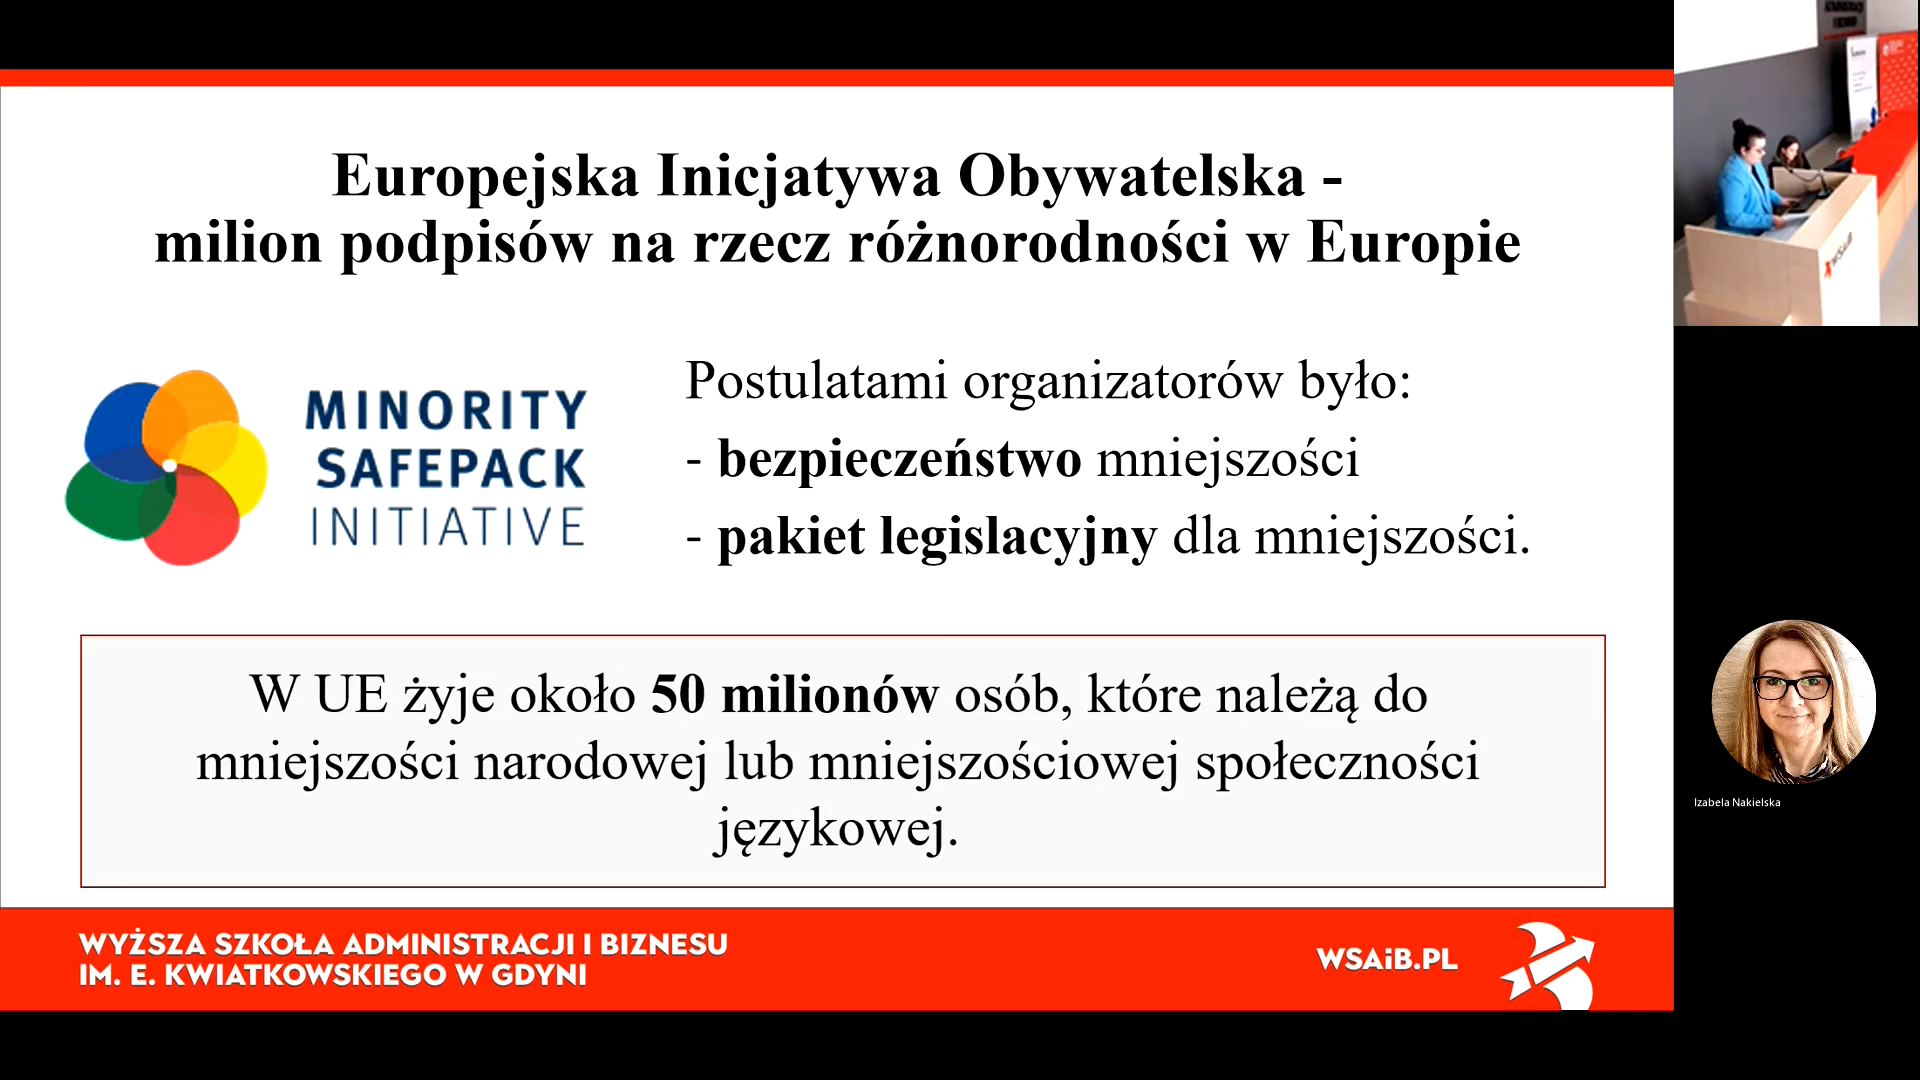 Europejska Inicjatywa Obywatelska -
milion podpisów na rzecz różnorodności w Europie
MINORITY
SAFEPACK
INITIATIVE
Postulatami organizatorów było:
- bezpieczeństwo mniejszości
- pakiet legislacyjny dla mniejszości.
W UE żyje około 50 milionów osób, które należą do
mniejszości narodowej lub mniejszościowej społeczności
językowej.
WYŻSZA SZKOŁA ADMINISTRACJI I BIZNESU
IM. E. KWIATKOWSKIEGO W GDYNI
WSAiB.PL
WSAiB
Izabela Nakielska